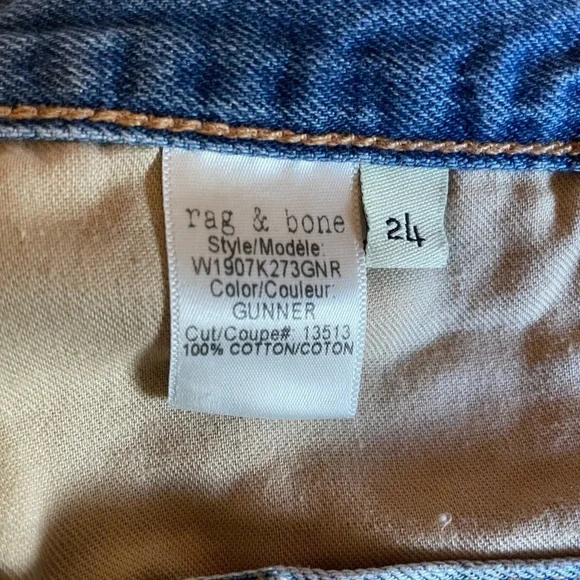 rag & bone
Style/Modèle:
W1907K273GNR
Color/Couleur:
GUNNER
Cut/Coupe#: 13513
100% COTTON/COTON
24